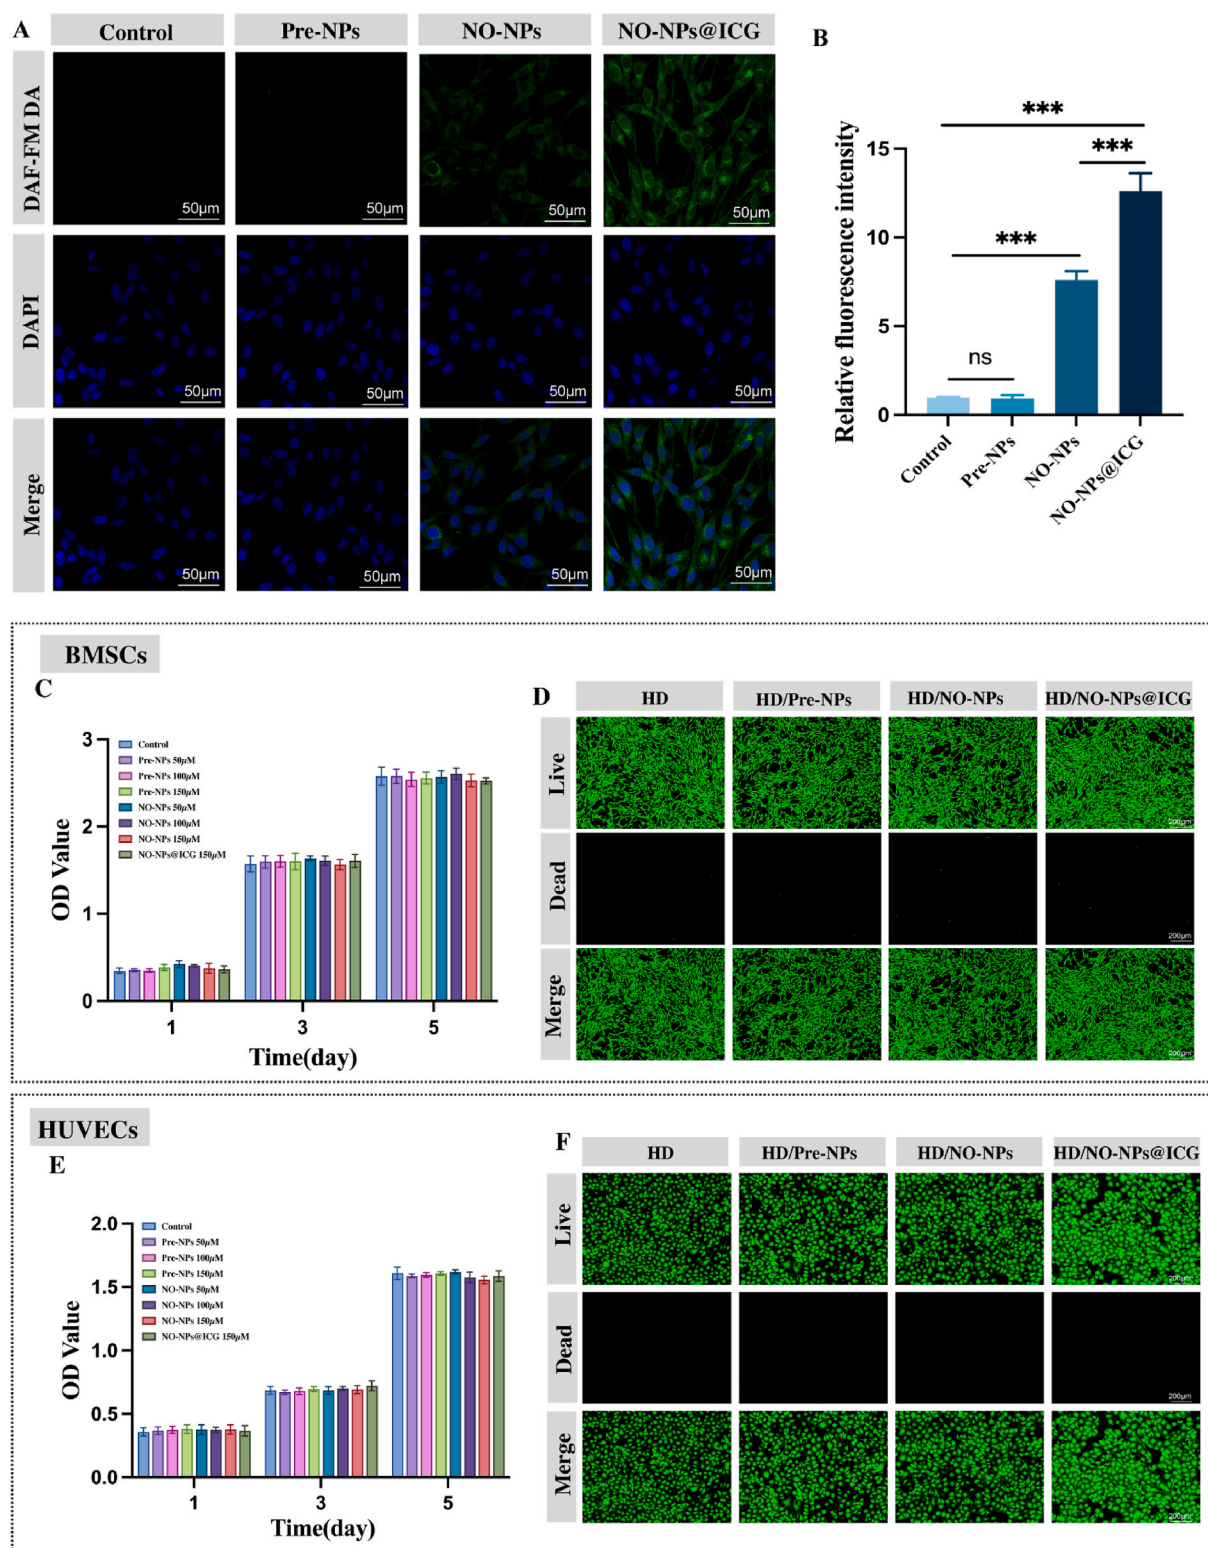 A
Control
Pre-NPs
NO-NPs
NO-NPs@ICG
DAF-FM DA
50μm
50μm
50μm
50μm
DAPI
50μm
50μm
50μm
50μm
Merge
50μm
50μm
50μm
50μm
B
Relative fluorescence intensity
15
10
5
0
***
***
***
ns
Control
Pre-NPs
NO-NPs
NO-NPs@ICG
BMSCs
C
OD Value
3
2
1
0
Control
Pre-NPs 50μM
Pre-NPs 100μM
Pre-NPs 150μM
NO-NPs 50μM
NO-NPs 100μM
NO-NPs 150μM
NO-NPs@ICG 150μM
1
3
5
Time(day)
D
HD
HD/Pre-NPs
HD/NO-NPs
HD/NO-NPs@ICG
Live
200μm
Dead
200μm
Merge
200μm
HUVECs
E
OD Value
2.0
1.5
1.0
0.5
0.0
Control
Pre-NPs 50μM
Pre-NPs 100μM
Pre-NPs 150μM
NO-NPs 50μM
NO-NPs 100μM
NO-NPs 150μM
NO-NPs@ICG 150μM
1
3
5
Time(day)
F
HD
HD/Pre-NPs
HD/NO-NPs
HD/NO-NPs@ICG
Live
200μm
Dead
200μm
Merge
200μm